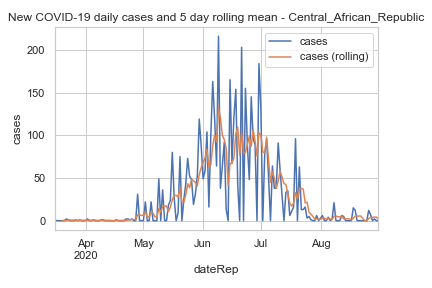 New COVID-19 daily cases and 5 day rolling mean - Central_African_Republic
cases
cases (rolling)
200
150
100
50
0
cases
Apr
2020
May
Jun
Jul
Aug
dateRep